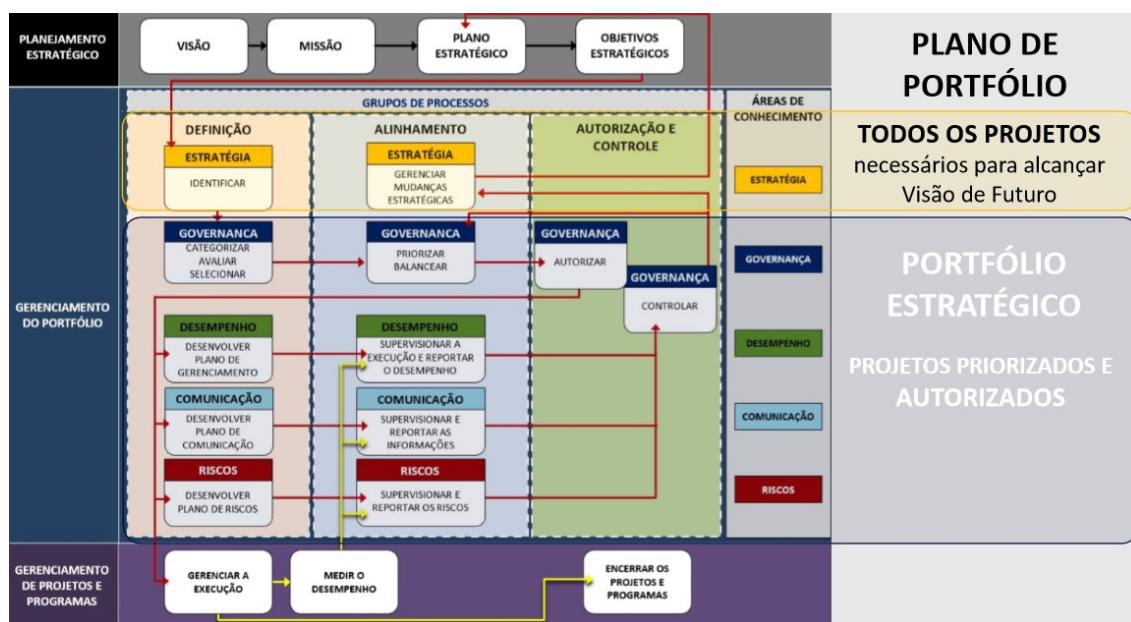 PLANEJAMENTO
ESTRATÉGICO
VISÃO
MISSÃO
PLANO
ESTRATÉGICO
OBJETIVOS
ESTRATÉGICOS
GERENCIAMENTO
DO PORTFÓLIO
GRUPOS DE PROCESSOS
DEFINIÇÃO
ESTRATÉGIA
IDENTIFICAR
GOVERNANCA
CATEGORIZAR
AVALIAR
SELECIONAR
DESEMPENHO
DESENVOLVER
PLANO DE
GERENCIAMENTO
COMUNICAÇÃO
DESENVOLVER
PLANO DE
COMUNICAÇÃO
RISCOS
DESENVOLVER
PLANO DE RISCOS
ALINHAMENTO
ESTRATÉGIA
GERENCIAR
MUDANÇAS
ESTRATÉGICAS
GOVERNANCA
PRIORIZAR
BALANCEAR
DESEMPENHO
SUPERVISIONAR A
EXECUÇÃO E REPORTAR
O DESEMPENHO
COMUNICAÇÃO
SUPERVISIONAR E
REPORTAR AS
INFORMAÇÕES
RISCOS
SUPERVISIONAR E
REPORTAR OS RISCOS
AUTORIZAÇÃO E
CONTROLE
GOVERNANÇA
AUTORIZAR
GOVERNANÇA
CONTROLAR
ÁREAS DE
CONHECIMENTO
ESTRATÉGIA
GOVERNANÇA
DESEMPENHO
COMUNICAÇÃO
RISCOS
GERENCIAMENTO
DE PROJETOS E
PROGRAMAS
GERENCIAR A
EXECUÇÃO
MEDIR O
DESEMPENHO
ENCERRAR OS
PROJETOS E
PROGRAMAS
PLANO DE
PORTFÓLIO
TODOS OS PROJETOS
necessários para alcançar
Visão de Futuro
PORTFÓLIO
ESTRATÉGICO
PROJETOS PRIORIZADOS E
AUTORIZADOS